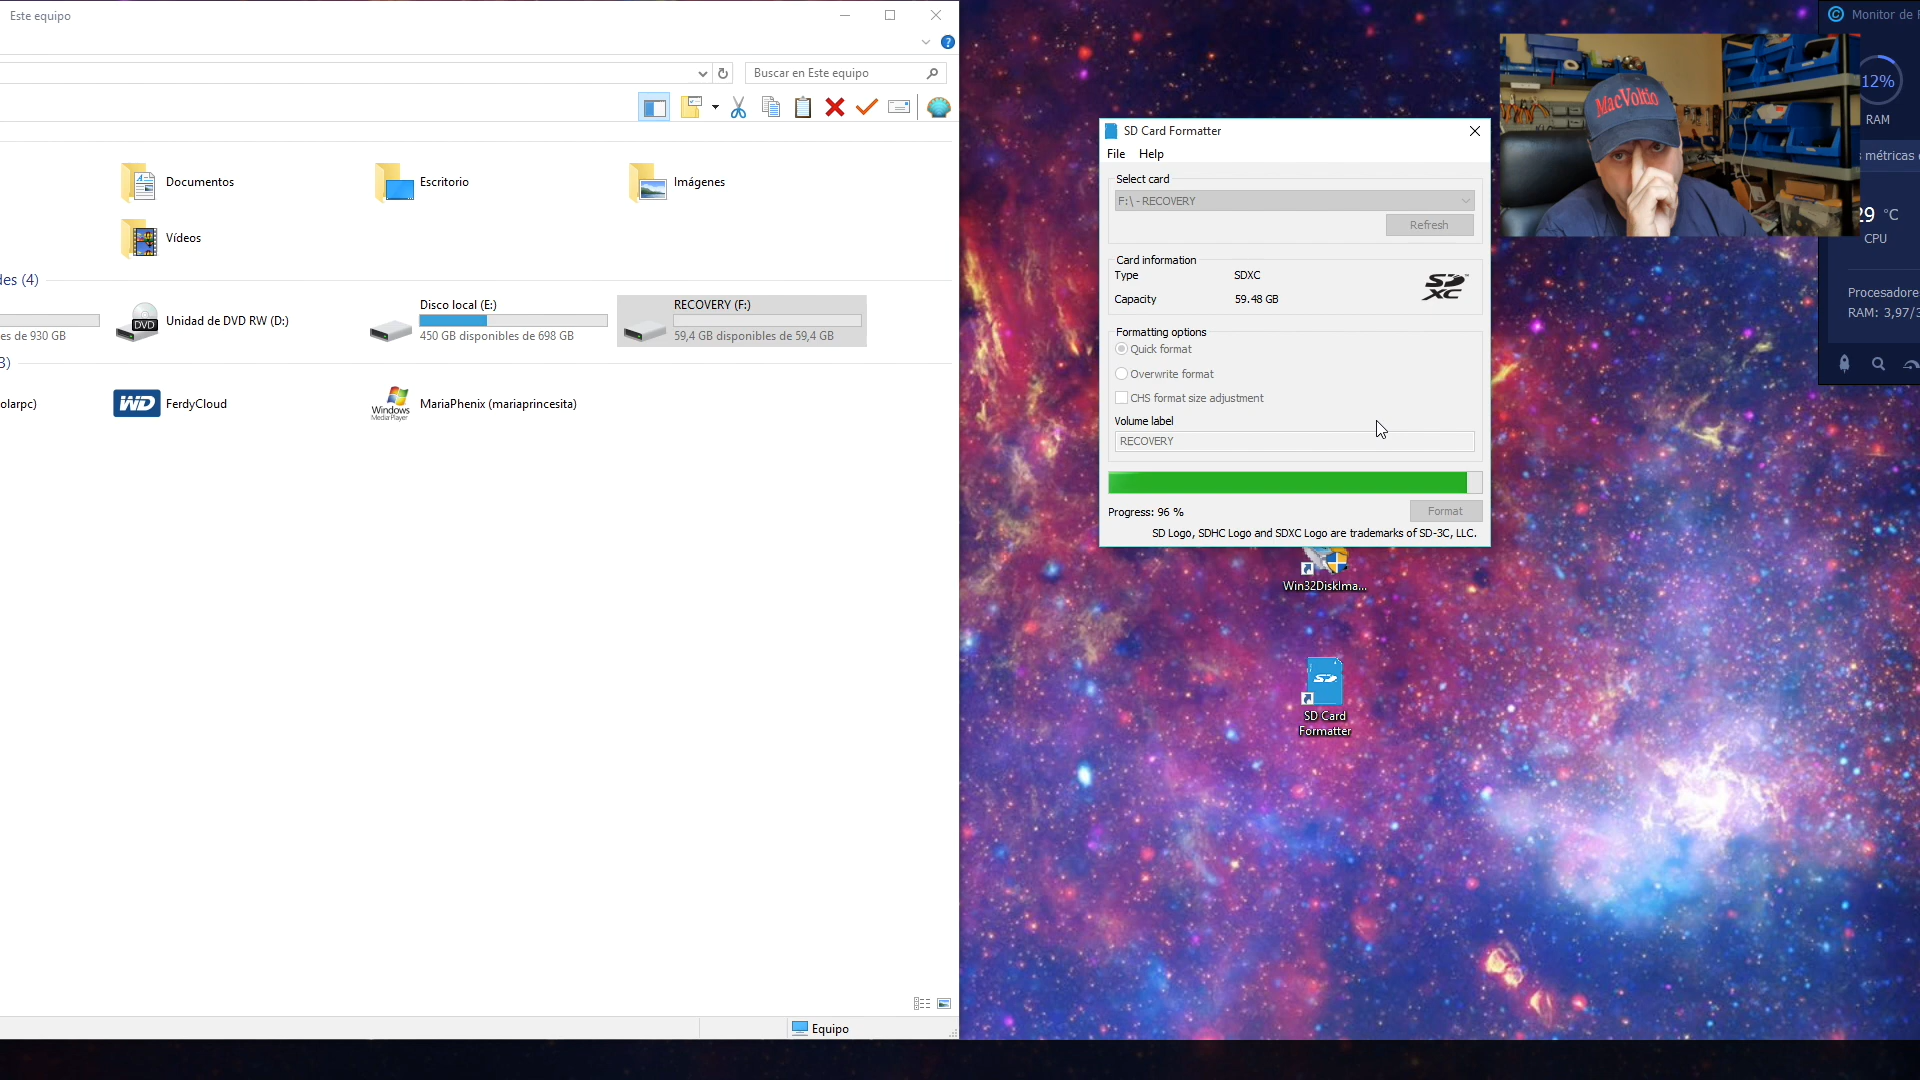 Este equipo
Buscar en Este equipo
Documentos
Escritorio
Imágenes
Vídeos
des (4)
es de 930 GB
DVD
Unidad de DVD RW (D:)
Disco local (E:)
450 GB disponibles de 698 GB
RECOVERY (F:)
59,4 GB disponibles de 59,4 GB
3)
olarpc)
WD
FerdyCloud
Windows
Media Player
MariaPhenix (mariaprincesita)
Equipo
SD Card Formatter
File
Help
Select card
F:\ - RECOVERY
Refresh
Card information
Type
SDXC
Capacity
59.48 GB
SD
XC
Formatting options
Quick format
Overwrite format
CHS format size adjustment
Volume label
RECOVERY
Progress: 96 %
Format
SD Logo, SDHC Logo and SDXC Logo are trademarks of SD-3C, LLC.
Win32DiskIma...
SD
SD Card
Formatter
MacVoltio
Monitor de
12%
RAM
métricas
29 °C
CPU
Procesadore
RAM: 3,97/3